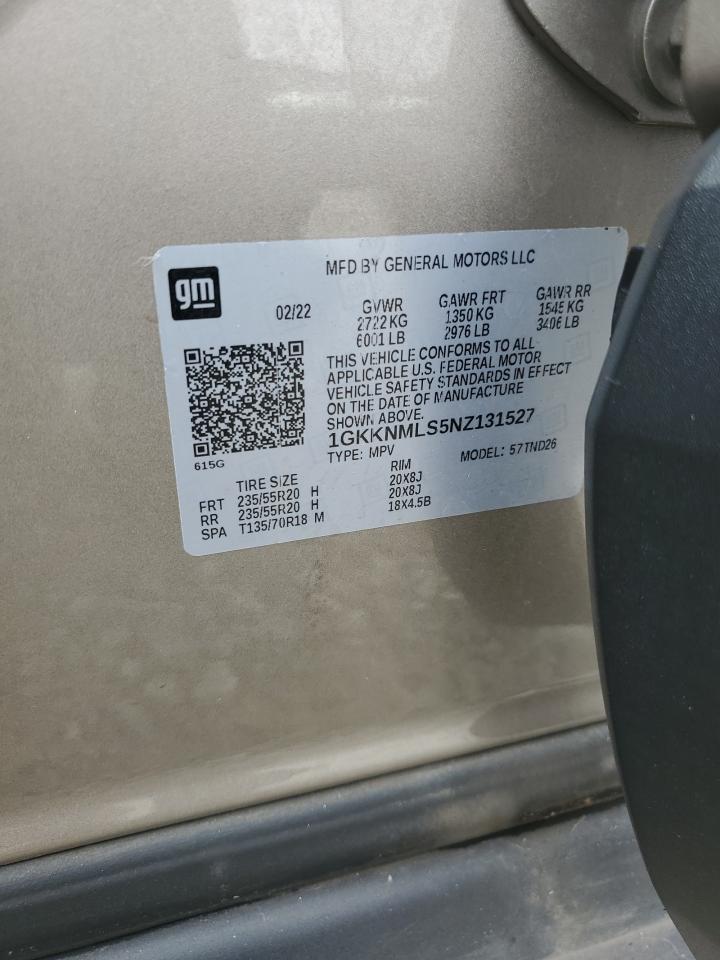 gm
MFD BY GENERAL MOTORS LLC
02/22
GVWR GAWR FRT GAWR RR
2722 KG 1350 KG 1545 KG
6001 LB 2976 LB 3406 LB
THIS VEHICLE CONFORMS TO ALL
APPLICABLE U.S. FEDERAL MOTOR
VEHICLE SAFETY STANDARDS IN EFFECT
ON THE DATE OF MANUFACTURE
SHOWN ABOVE.
1GKKNMLS5NZ131527
TYPE: MPV MODEL: 57TND26
615G
TIRE SIZE RIM
FRT 235/55R20 H 20X8J
RR 235/55R20 H 20X8J
SPA T135/70R18 M 18X4.5B